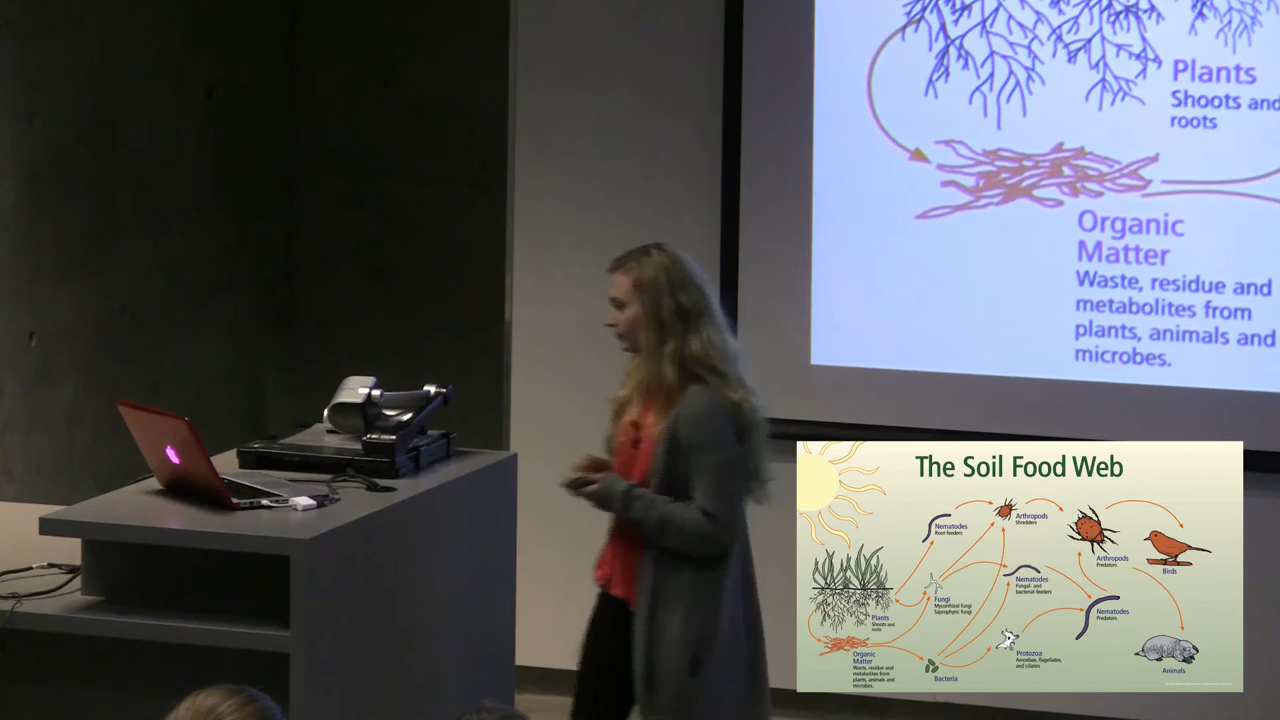 Plants
Shoots and
roots
Organic
Matter
Waste, residue and
metabolites from
plants, animals and
microbes.
The Soil Food Web
Nematodes
Root-feeders
Arthropods
Shredders
Arthropods
Predators
Birds
Nematodes
Fungal- and
bacterial-feeders
Fungi
Mycorrhizal fungi
Saprophytic fungi
Nematodes
Predators
Plants
Shoots and
roots
Organic
Matter
Waste, residue and
metabolites from
plants, animals and
microbes.
Bacteria
Protozoa
Amoebae, flagellates,
and ciliates
Animals